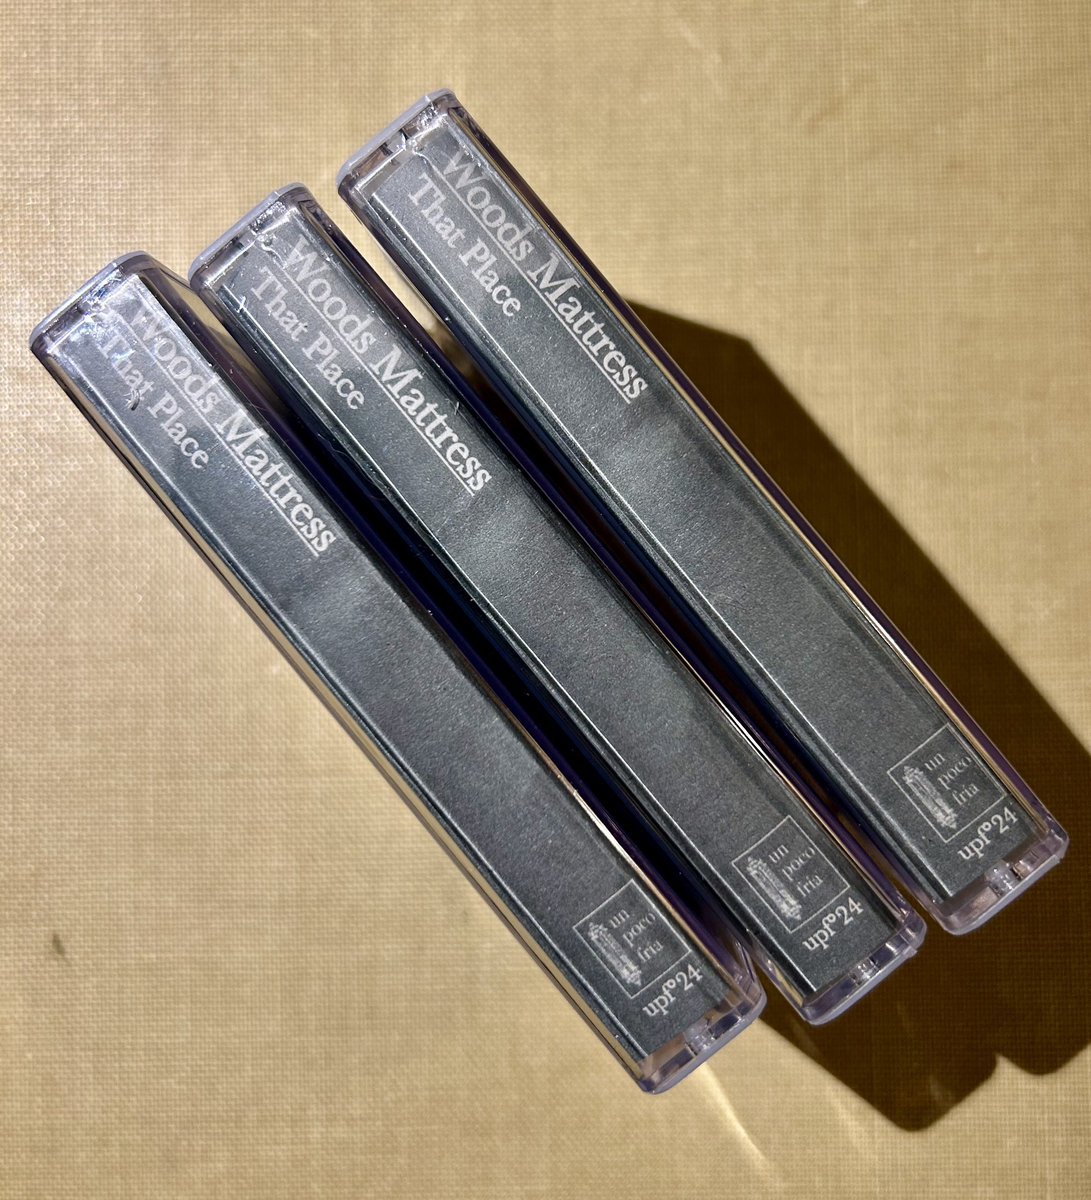 Woods Mattress
That Place
un
poco
fria
upf°24
Woods Mattress
That Place
un
poco
fria
upf°24
Woods Mattress
That Place
un
poco
fria
upf°24